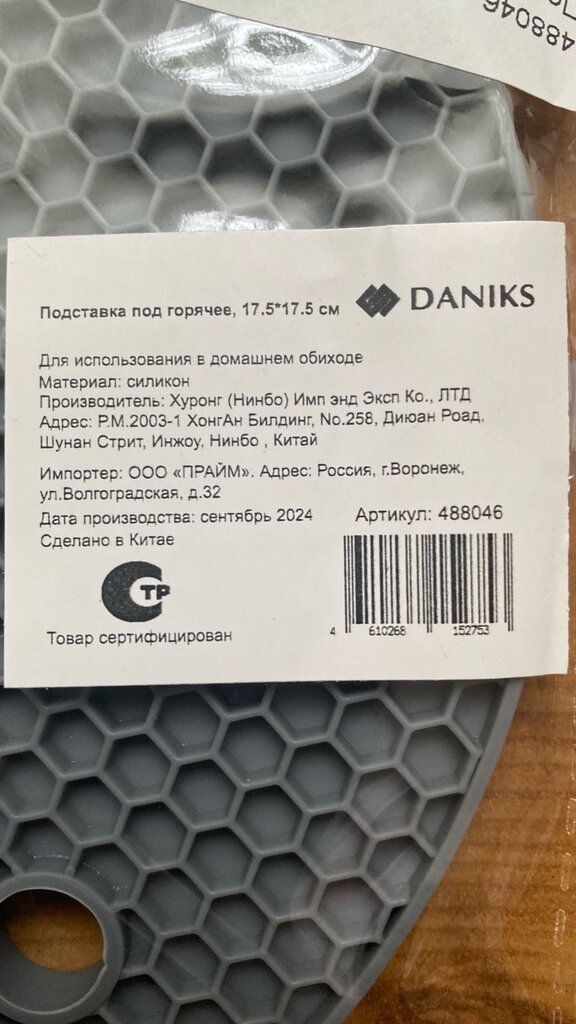 488046
Подставка под горячее, 17.5*17.5 см
DANIKS
Для использования в домашнем обиходе
Материал: силикон
Производитель: Хуронг (Нинбо) Имп энд Эксп Ко., ЛТД
Адрес: Р.М.2003-1 ХонгАн Билдинг, No.258, Диюан Роад,
Шунан Стрит, Инжоу, Нинбо , Китай
Импортер: ООО «ПРАЙМ». Адрес: Россия, г.Воронеж,
ул.Волгоградская, д.32
Дата производства: сентябрь 2024
Артикул: 488046
Сделано в Китае
СТР
Товар сертифицирован
4 610268 152753